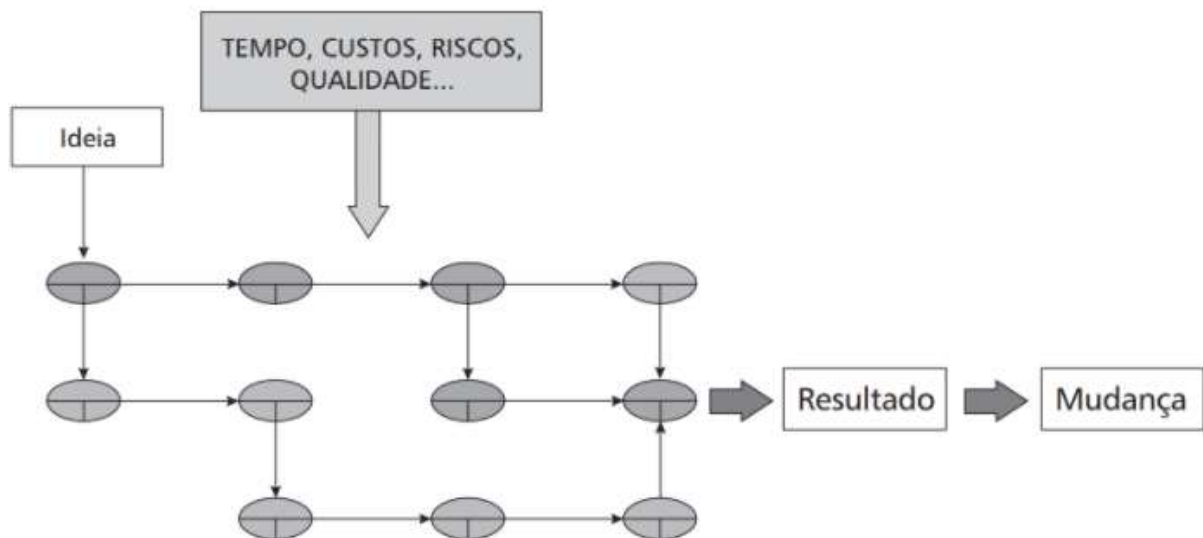 TEMPO, CUSTOS, RISCOS,
QUALIDADE...
Ideia
Resultado
Mudança